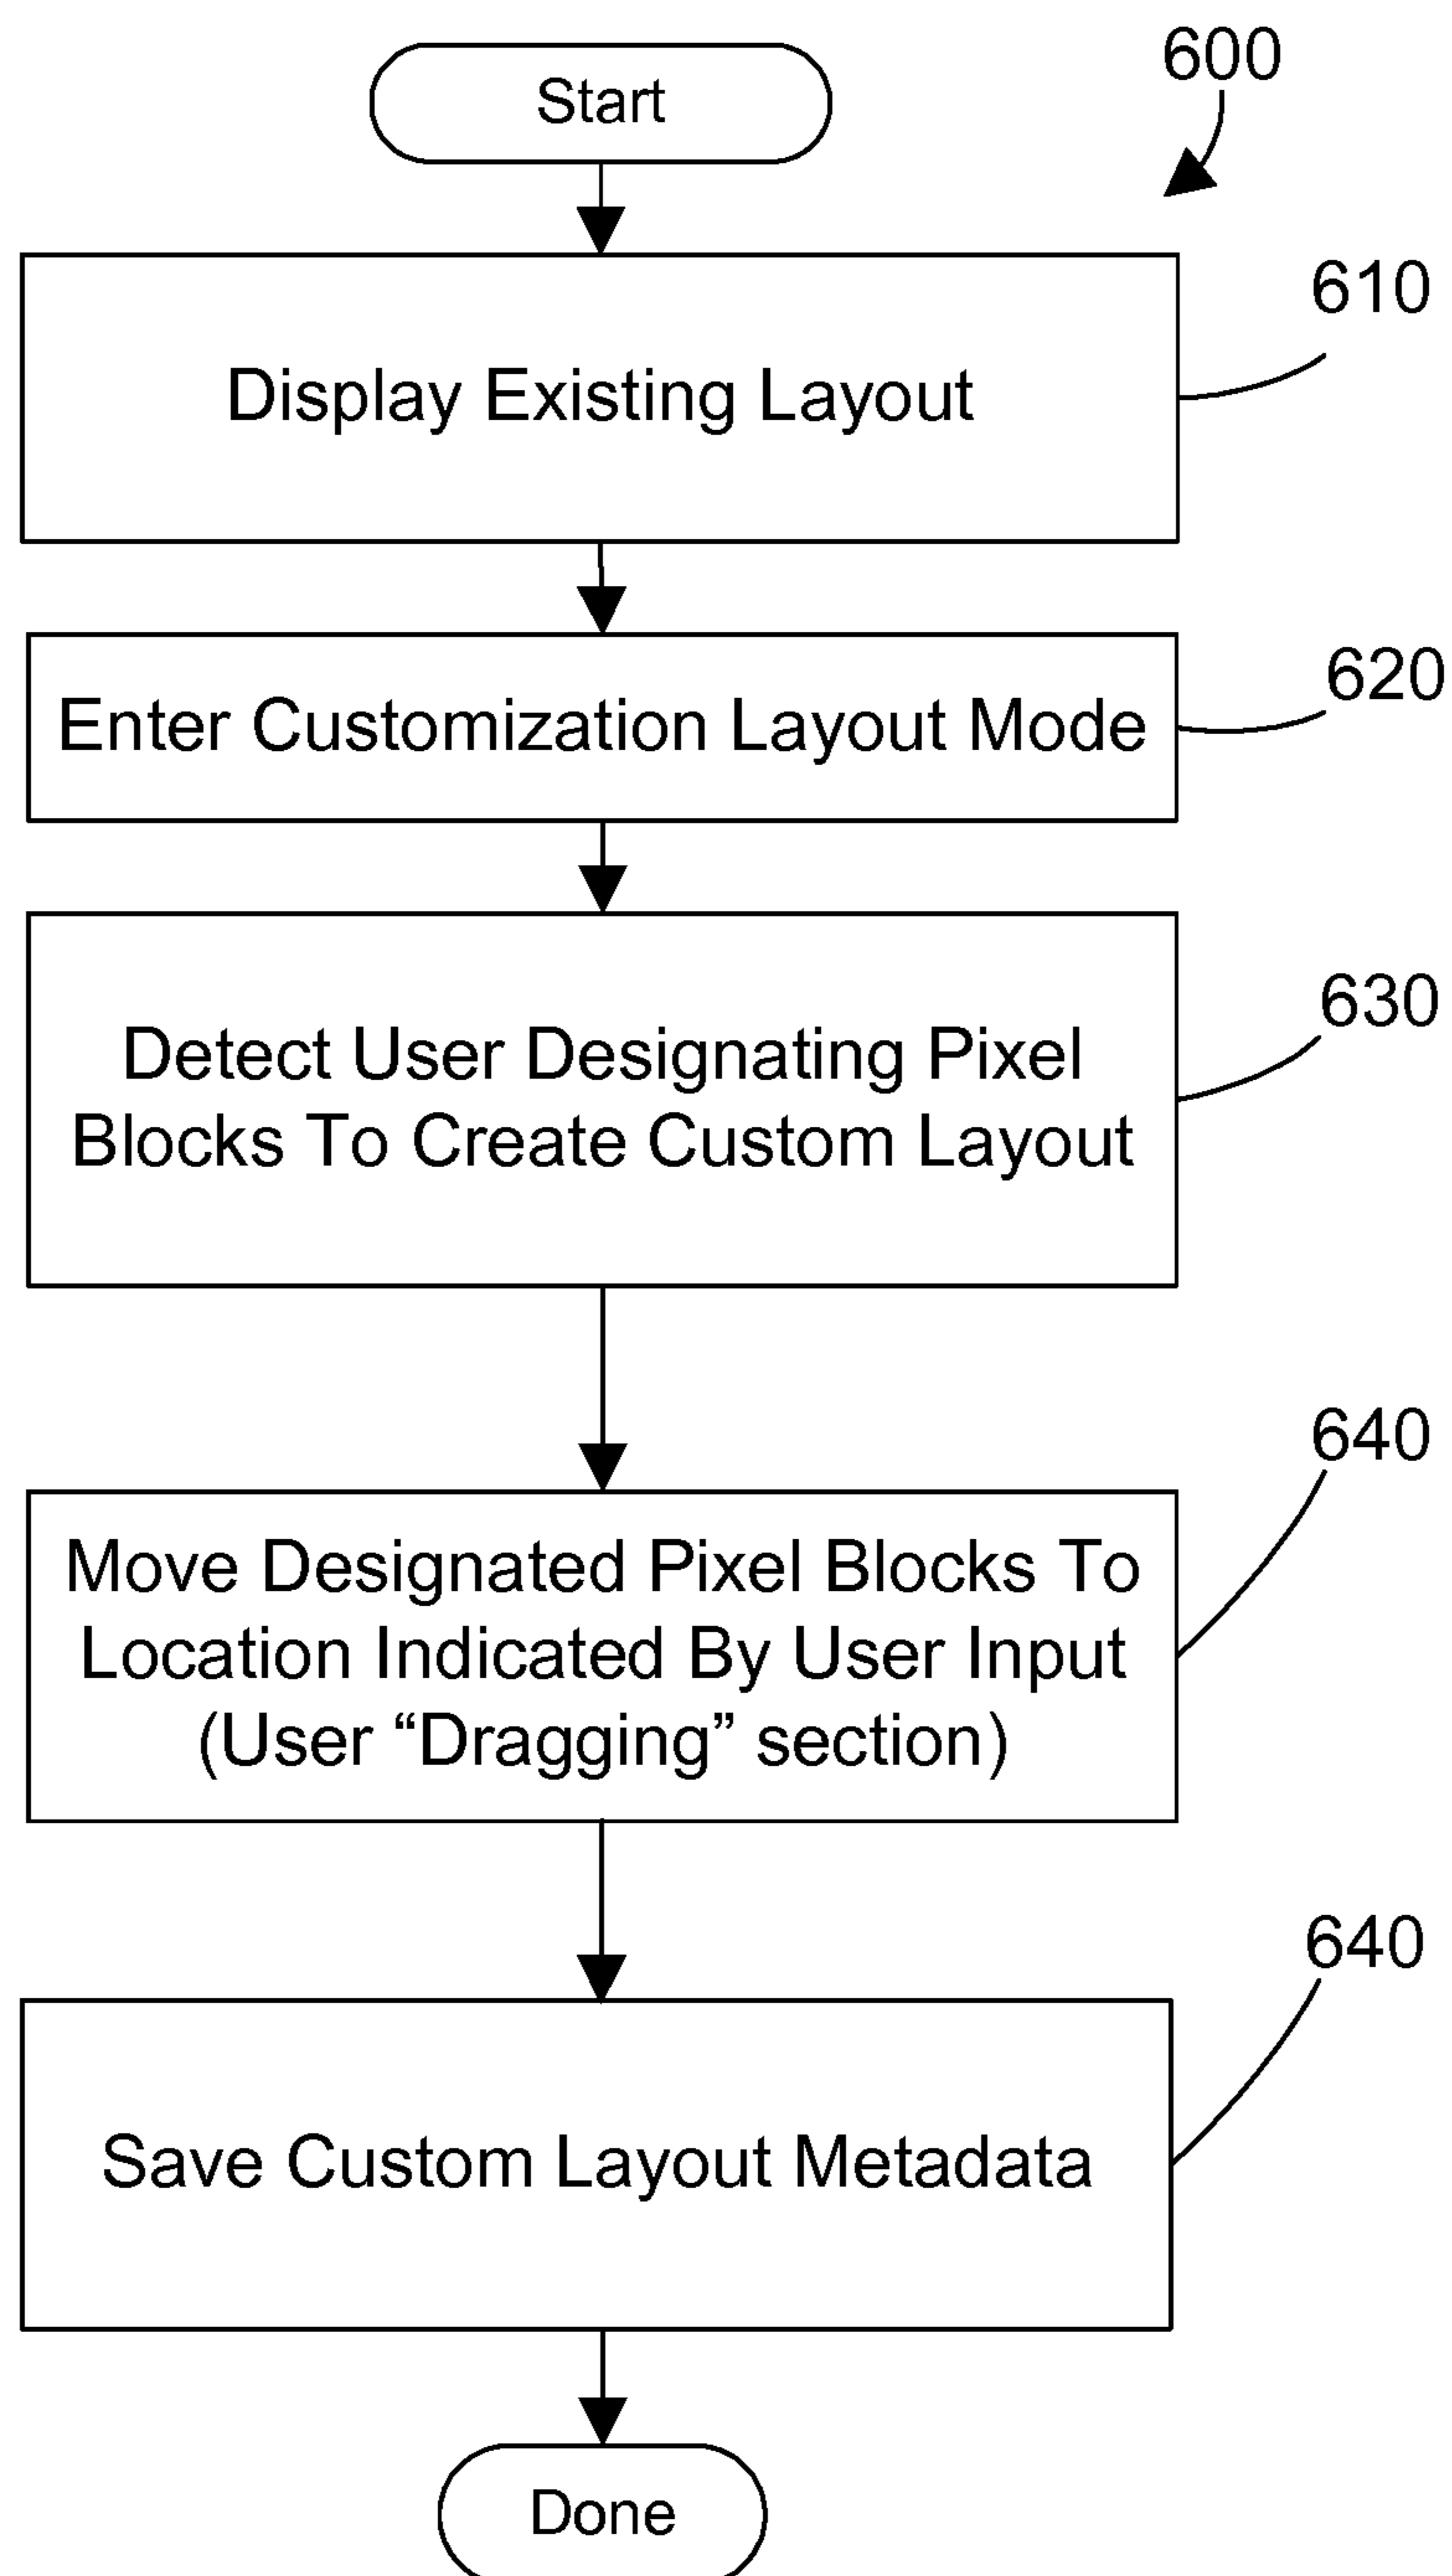 Start
600
Display Existing Layout
610
Enter Customization Layout Mode
620
Detect User Designating Pixel
Blocks To Create Custom Layout
630
Move Designated Pixel Blocks To
Location Indicated By User Input
(User “Dragging” section)
640
Save Custom Layout Metadata
640
Done